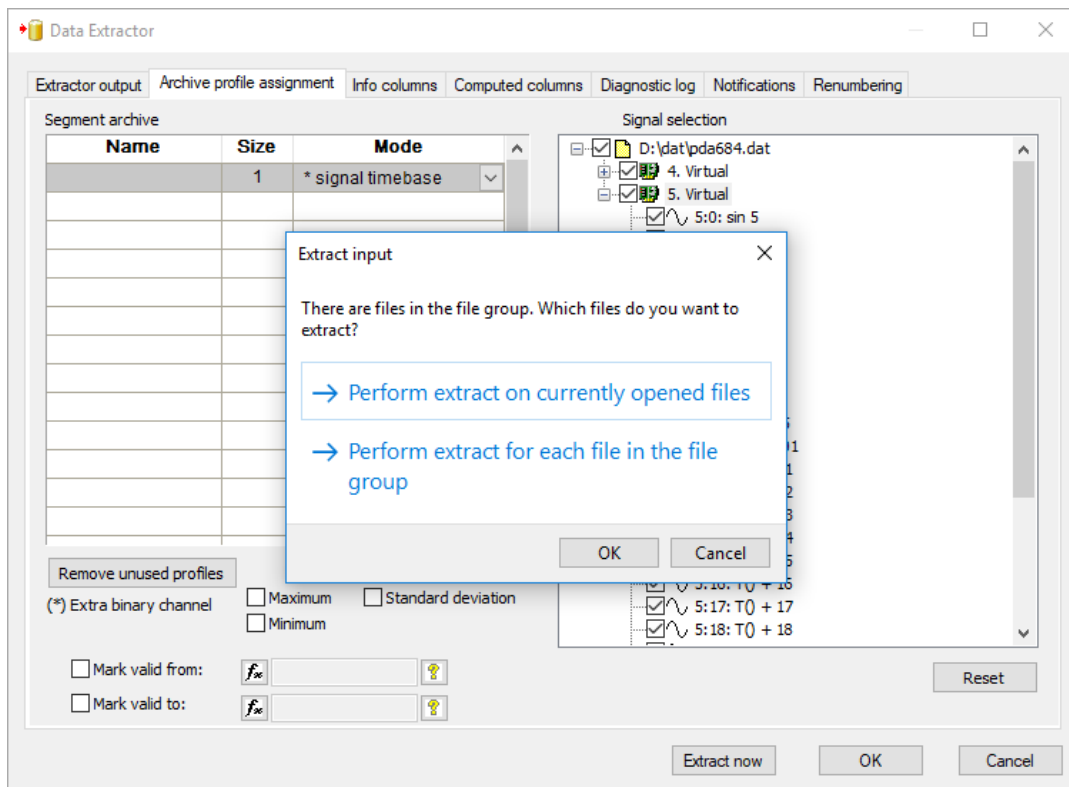 Data Extractor
Extractor output Archive profile assignment Info columns Computed columns Diagnostic log Notifications Renumbering
Segment archive
Name Size Mode
1 * signal timebase
Signal selection
D:\dat\pda684.dat
4. Virtual
5. Virtual
5:0: sin 5
Extract input
There are files in the file group. Which files do you want to
extract?
Perform extract on currently opened files
Perform extract for each file in the file
group
OK Cancel
5:16: T() + 16
5:17: T() + 17
5:18: T() + 18
Remove unused profiles
(*) Extra binary channel
Maximum Standard deviation
Minimum
Mark valid from: fx ?
Mark valid to: fx ?
Reset
Extract now OK Cancel